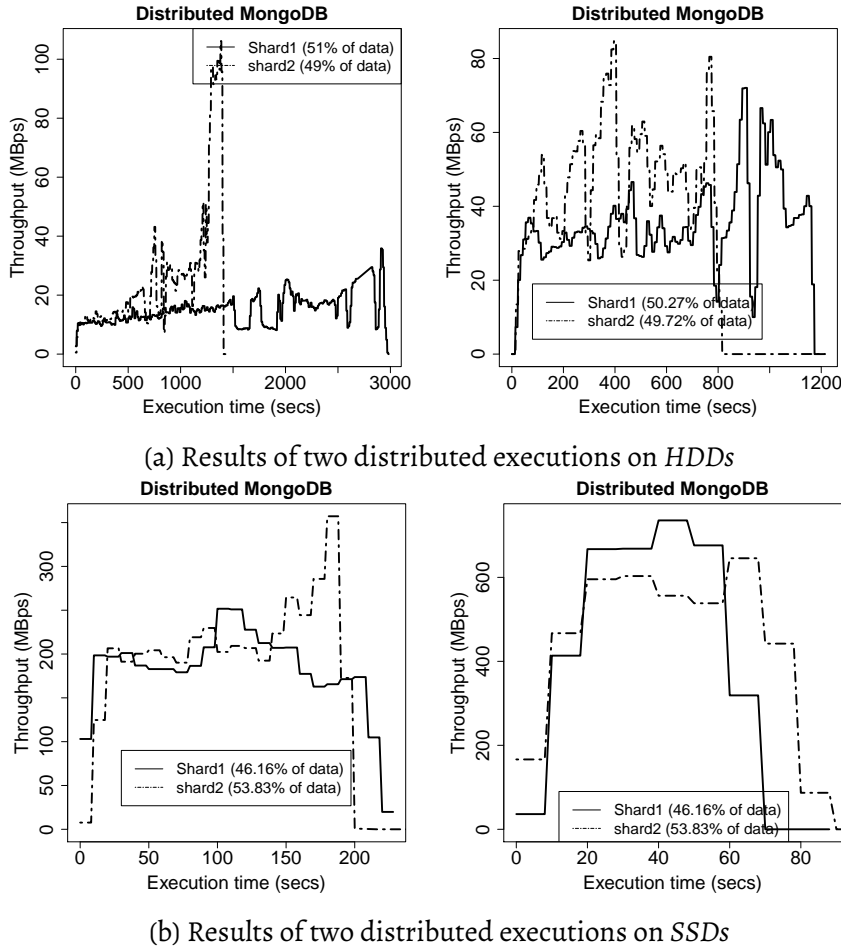 Distributed MongoDB
Shard1 (51% of data)
shard2 (49% of data)
Throughput (MBps)
0 20 40 60 80 100
0 500 1000 2000 3000
Execution time (secs)
Distributed MongoDB
Shard1 (50.27% of data)
shard2 (49.72% of data)
Throughput (MBps)
0 20 40 60 80
0 200 400 600 800 1200
Execution time (secs)
(a) Results of two distributed executions on HDDs
Distributed MongoDB
Shard1 (46.16% of data)
shard2 (53.83% of data)
Throughput (MBps)
0 50 100 200 300
0 50 100 150 200
Execution time (secs)
Distributed MongoDB
Shard1 (46.16% of data)
shard2 (53.83% of data)
Throughput (MBps)
0 200 400 600
0 20 40 60 80
Execution time (secs)
(b) Results of two distributed executions on SSDs